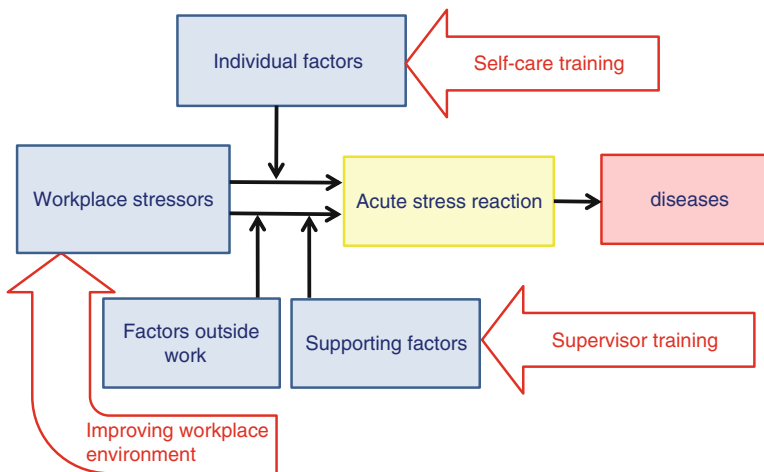 Individual factors
Self-care training
Workplace stressors
Acute stress reaction
diseases
Factors outside
work
Supporting factors
Supervisor training
Improving workplace
environment